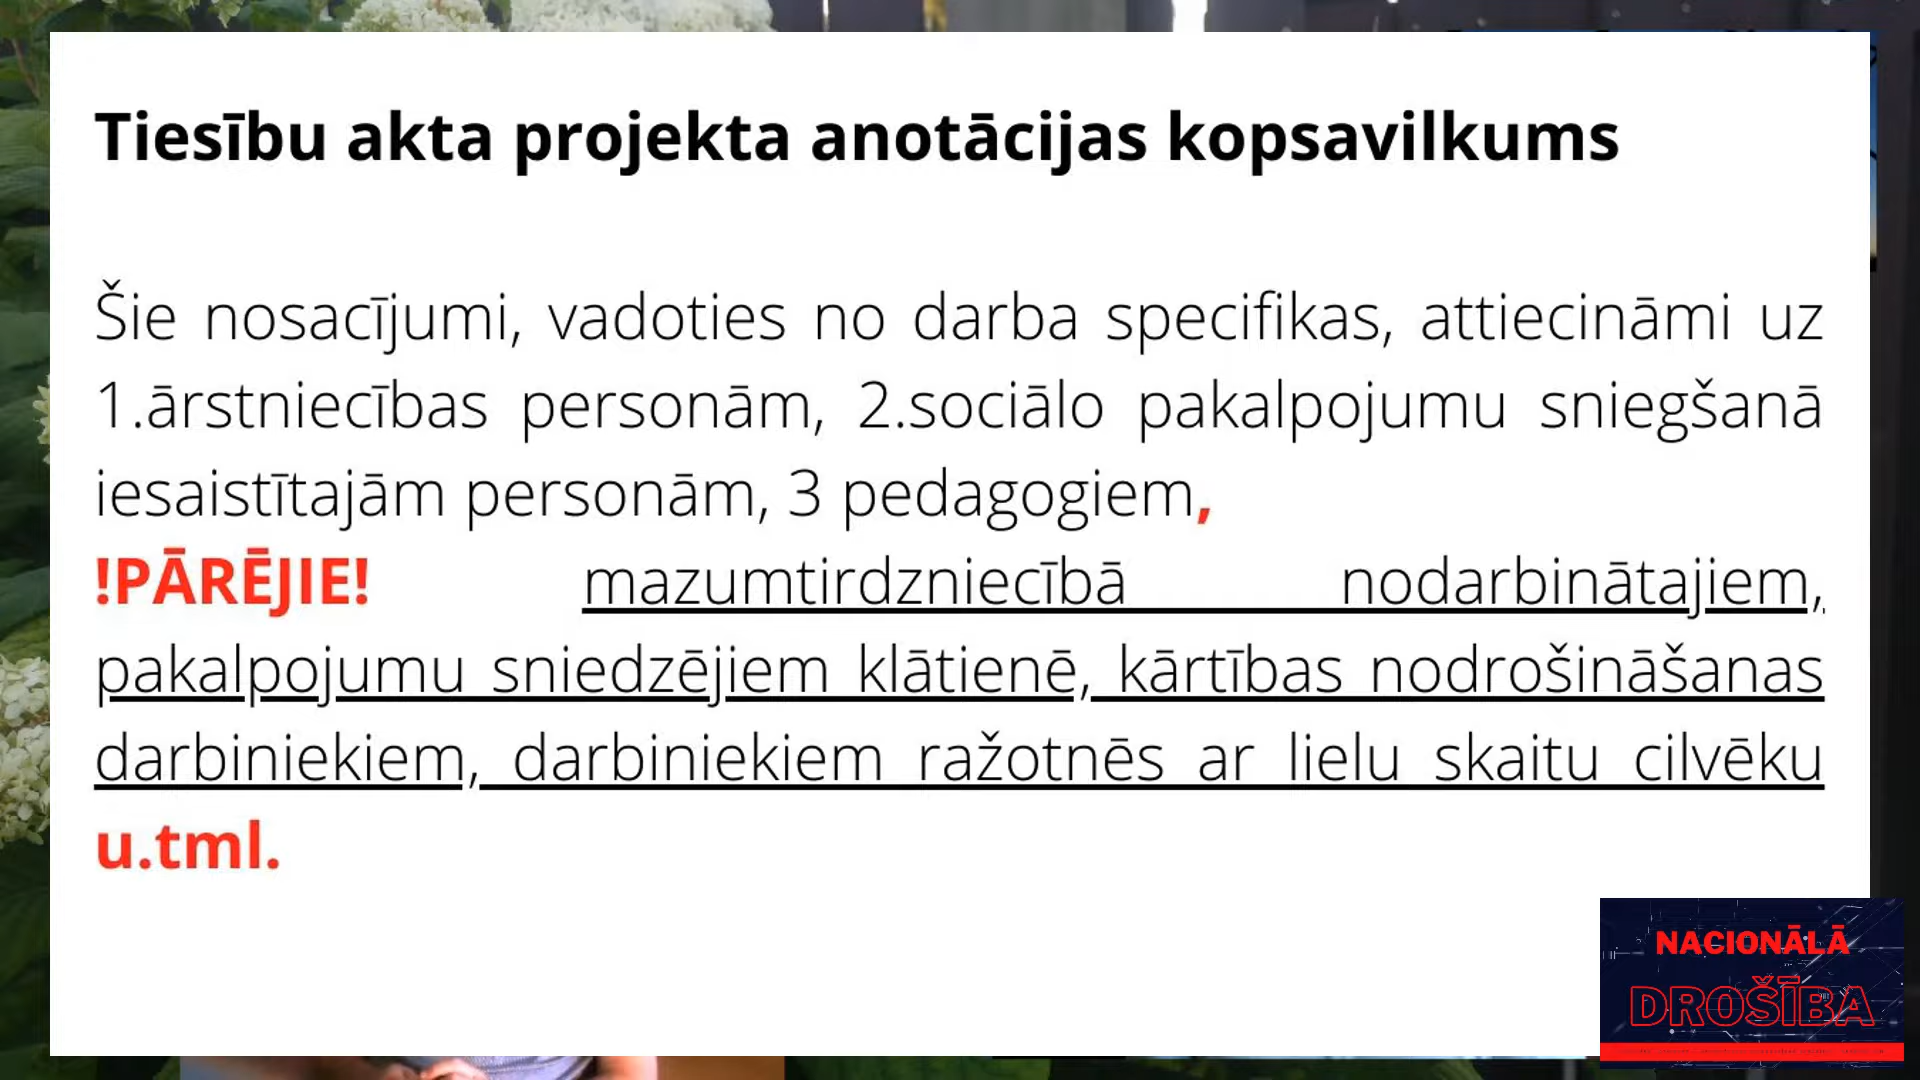 Tiesību akta projekta anotācijas kopsavilkums
Šie nosacījumi, vadoties no darba specifikas, attiecināmi uz
1.ārstniecības personām, 2.sociālo pakalpojumu sniegšanā
iesaistītajām personām, 3 pedagogiem,
!PĀRĒJIE! mazumtirdzniecībā nodarbinātajiem,
pakalpojumu sniedzējiem klātienē, kārtības nodrošināšanas
darbiniekiem, darbiniekiem ražotnēs ar lielu skaitu cilvēku
u.tml.
NACIONĀLĀ
DROŠĪBA